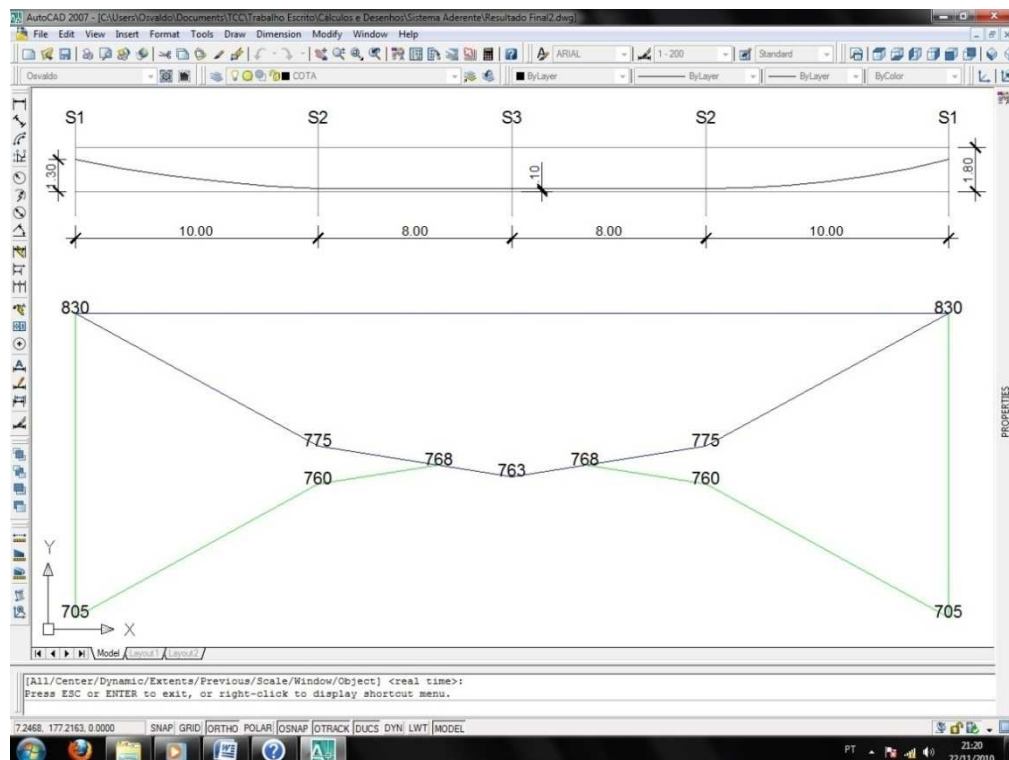 AutoCAD 2007 - [C:\Users\Osvaldo\Documents\TCC\Trabalho Escrito\Cálculos e Desenhos\Sistema Aderente\Resultado Final2.dwg]
File Edit View Insert Format Tools Draw Dimension Modify Window Help
ARIAL 1-200 Standard
Osvaldo COTA ByLayer ByLayer ByLayer ByColor
S1 S2 S3 S2 S1
1.30 10 1.80
10.00 8.00 8.00 10.00
830 830
775 775
768 763 768
760 760
PROPERTIES
Y
705 705
X
Model Layout1 Layout2
[All/Center/Dynamic/Extents/Previous/Scale/Window/Object] <real time>:
Press ESC or ENTER to exit, or right-click to display shortcut menu.
7.2468, 177.2163, 0.0000 SNAP GRID ORTHO POLAR OSNAP OTRACK DUCS DYN LWT MODEL
PT 21:20
22/11/2010